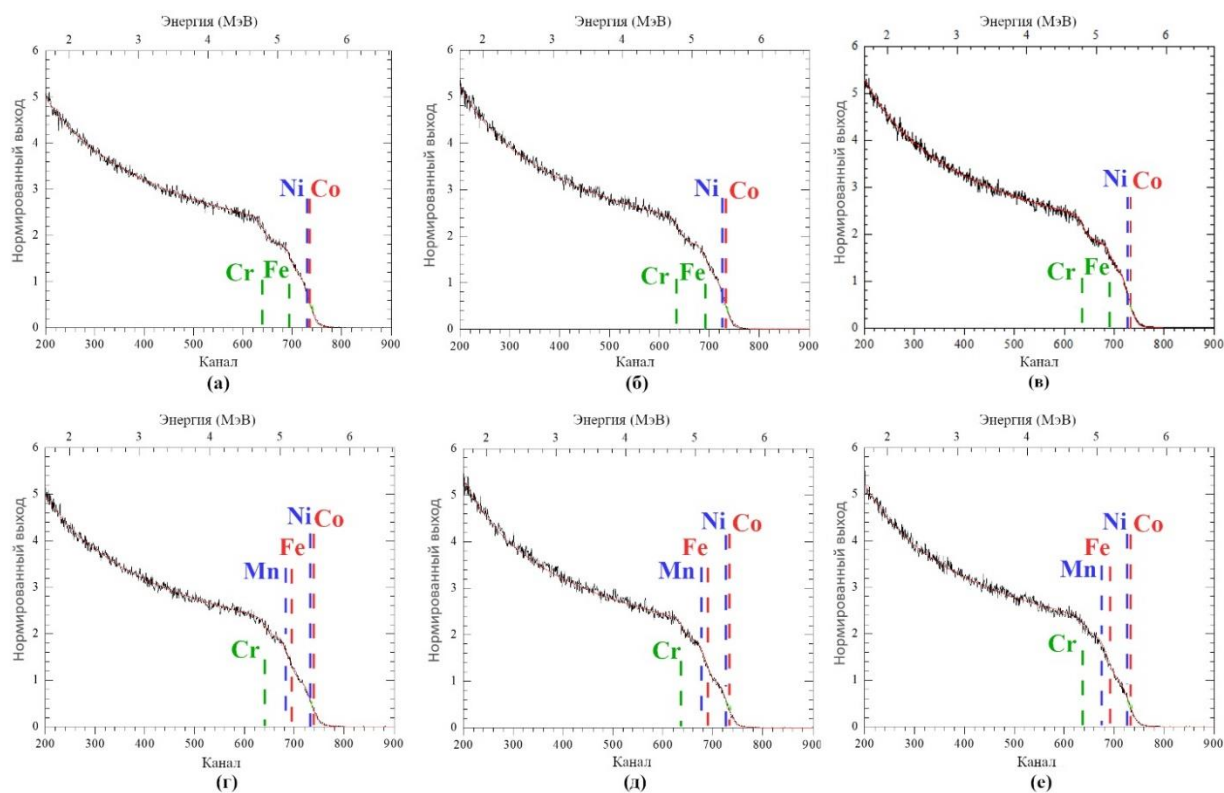 Энергия (МэВ)
2 3 4 5 6
6
5
4
3
2
1
0
Нормированный выход
Ni Co
Cr Fe
200 300 400 500 600 700 800 900
Канал
(а)
Энергия (МэВ)
2 3 4 5 6
6
5
4
3
2
1
0
Нормированный выход
Ni Co
Cr Fe
200 300 400 500 600 700 800 900
Канал
(б)
Энергия (МэВ)
2 3 4 5 6
6
5
4
3
2
1
0
Нормированный выход
Ni Co
Cr Fe
200 300 400 500 600 700 800 900
Канал
(в)
Энергия (МэВ)
2 3 4 5 6
6
5
4
3
2
1
0
Нормированный выход
Ni Co
Fe
Mn
Cr
200 300 400 500 600 700 800 900
Канал
(г)
Энергия (МэВ)
2 3 4 5 6
6
5
4
3
2
1
0
Нормированный выход
Ni Co
Fe
Mn
Cr
200 300 400 500 600 700 800 900
Канал
(д)
Энергия (МэВ)
2 3 4 5 6
6
5
4
3
2
1
0
Нормированный выход
Ni Co
Fe
Mn
Cr
200 300 400 500 600 700 800 900
Канал
(е)